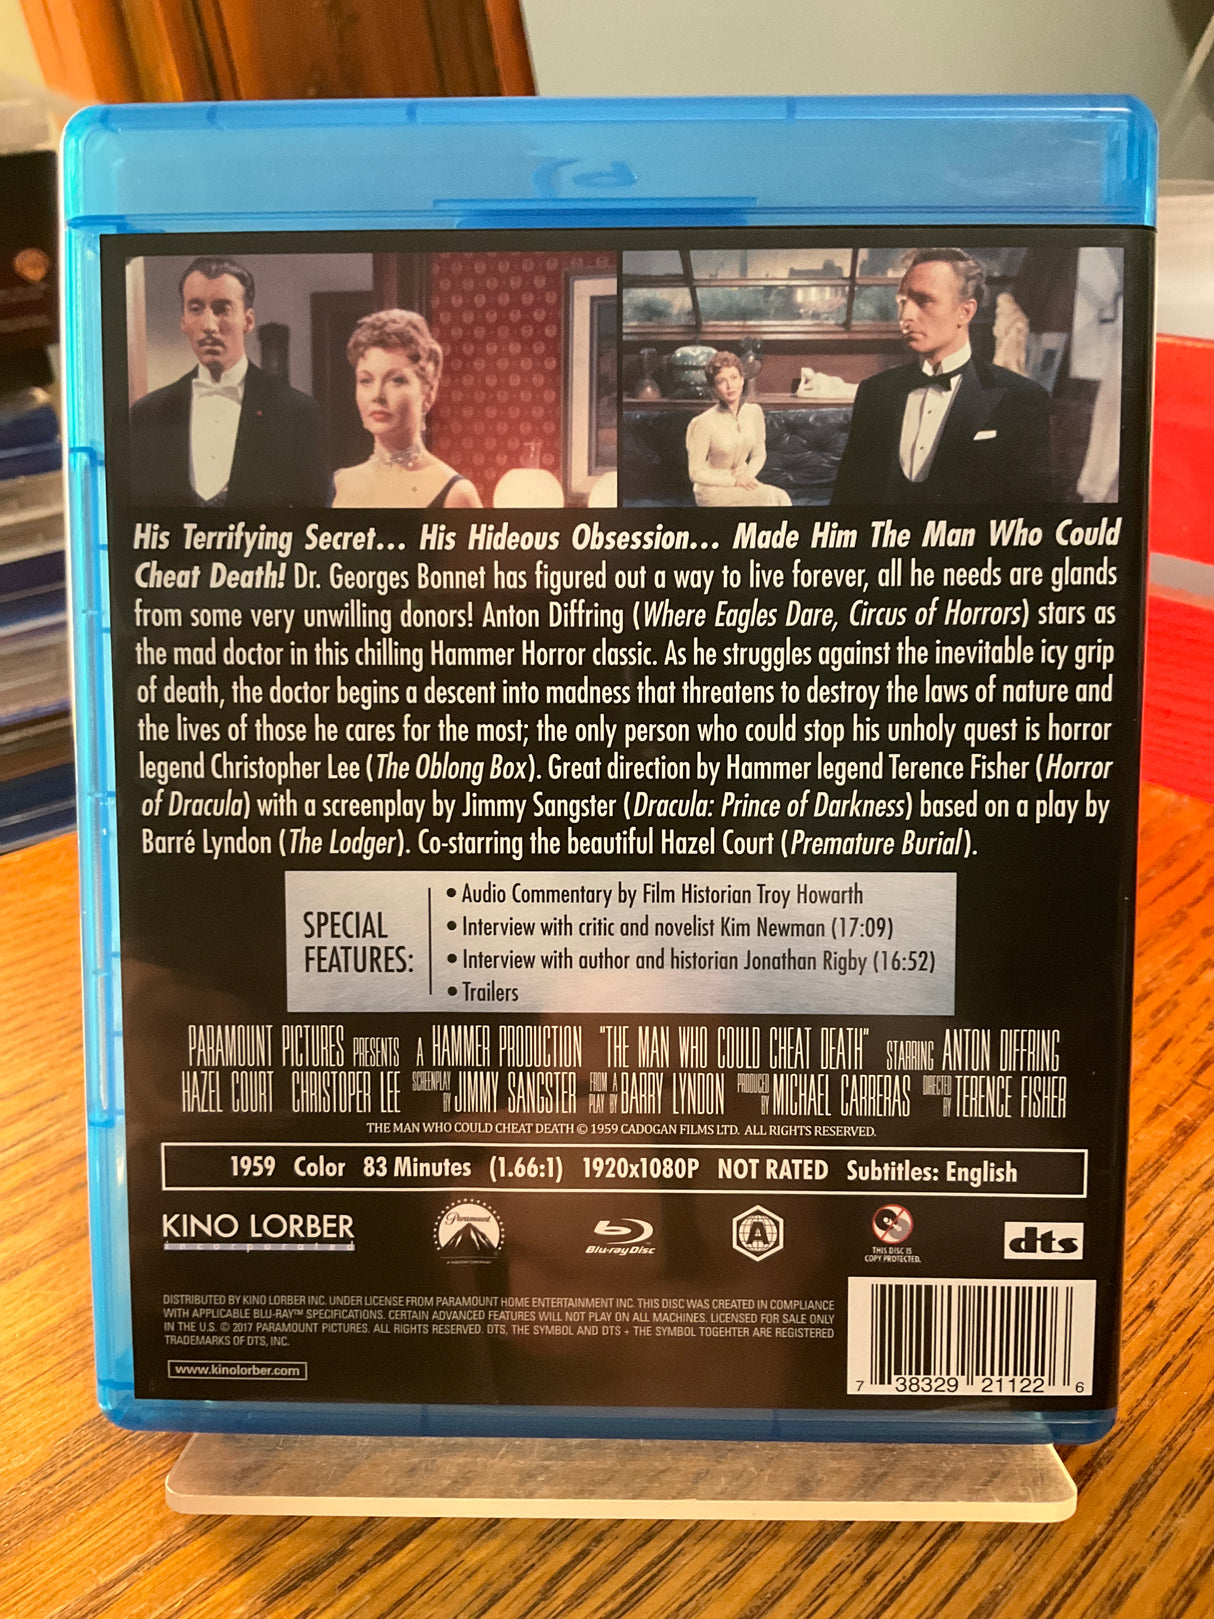 His Terrifying Secret... His Hideous Obsession... Made Him The Man Who Could
Cheat Death! Dr. Georges Bonnet has figured out a way to live forever, all he needs are glands
from some very unwilling donors! Anton Diffring (Where Eagles Dare, Circus of Horrors) stars as
the mad doctor in this chilling Hammer Horror classic. As he struggles against the inevitable icy grip
of death, the doctor begins a descent into madness that threatens to destroy the laws of nature and
the lives of those he cares for the most; the only person who could stop his unholy quest is horror
legend Christopher Lee (The Oblong Box). Great direction by Hammer legend Terence Fisher (Horror
of Dracula) with a screenplay by Jimmy Sangster (Dracula: Prince of Darkness) based on a play by
Barré Lyndon (The Lodger). Co-starring the beautiful Hazel Court (Premature Burial).
SPECIAL
FEATURES:
• Audio Commentary by Film Historian Troy Howarth
• Interview with critic and novelist Kim Newman (17:09)
• Interview with author and historian Jonathan Rigby (16:52)
• Trailers
PARAMOUNT PICTURES PRESENTS A HAMMER PRODUCTION "THE MAN WHO COULD CHEAT DEATH" STARRING ANTON DIFFRING
HAZEL COURT CHRISTOPER LEE SCREENPLAY BY JIMMY SANGSTER FROM A PLAY BY BARRY LYNDON PRODUCED BY MICHAEL CARRERAS DIRECTED BY TERENCE FISHER
THE MAN WHO COULD CHEAT DEATH © 1959 CADOGAN FILMS LTD. ALL RIGHTS RESERVED.
1959 Color 83 Minutes (1.66:1) 1920x1080P NOT RATED Subtitles: English
KINO LORBER
incorporated
Paramount
Blu-ray Disc
A
THIS DISC IS
COPY PROTECTED.
dts
DISTRIBUTED BY KINO LORBER INC. UNDER LICENSE FROM PARAMOUNT HOME ENTERTAINMENT INC. THIS DISC WAS CREATED IN COMPLIANCE
WITH APPLICABLE BLU-RAY™ SPECIFICATIONS. CERTAIN ADVANCED FEATURES WILL NOT PLAY ON ALL MACHINES. LICENSED FOR SALE ONLY
IN THE U.S. © 2017 PARAMOUNT PICTURES. ALL RIGHTS RESERVED. DTS, THE SYMBOL AND DTS + THE SYMBOL TOGEHTER ARE REGISTERED
TRADEMARKS OF DTS, INC.
www.kinolorber.com
7 38329 21122 6